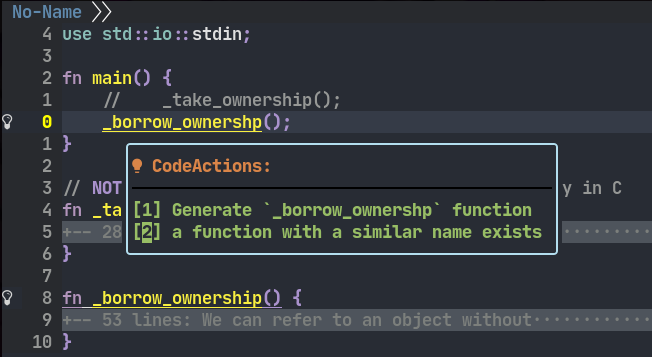 No-Name
4 use std::io::stdin;
3
2 fn main() {
1 // _take_ownership();
0 _borrow_ownershp();
1 }
2
CodeActions:
3 // NOT y in C
[1] Generate `_borrow_ownershp` function
4 fn _ta
[2] a function with a similar name exists
5 +-- 28 ··········
6 }
7
8 fn _borrow_ownership() {
9 +-- 53 lines: We can refer to an object without············
10 }